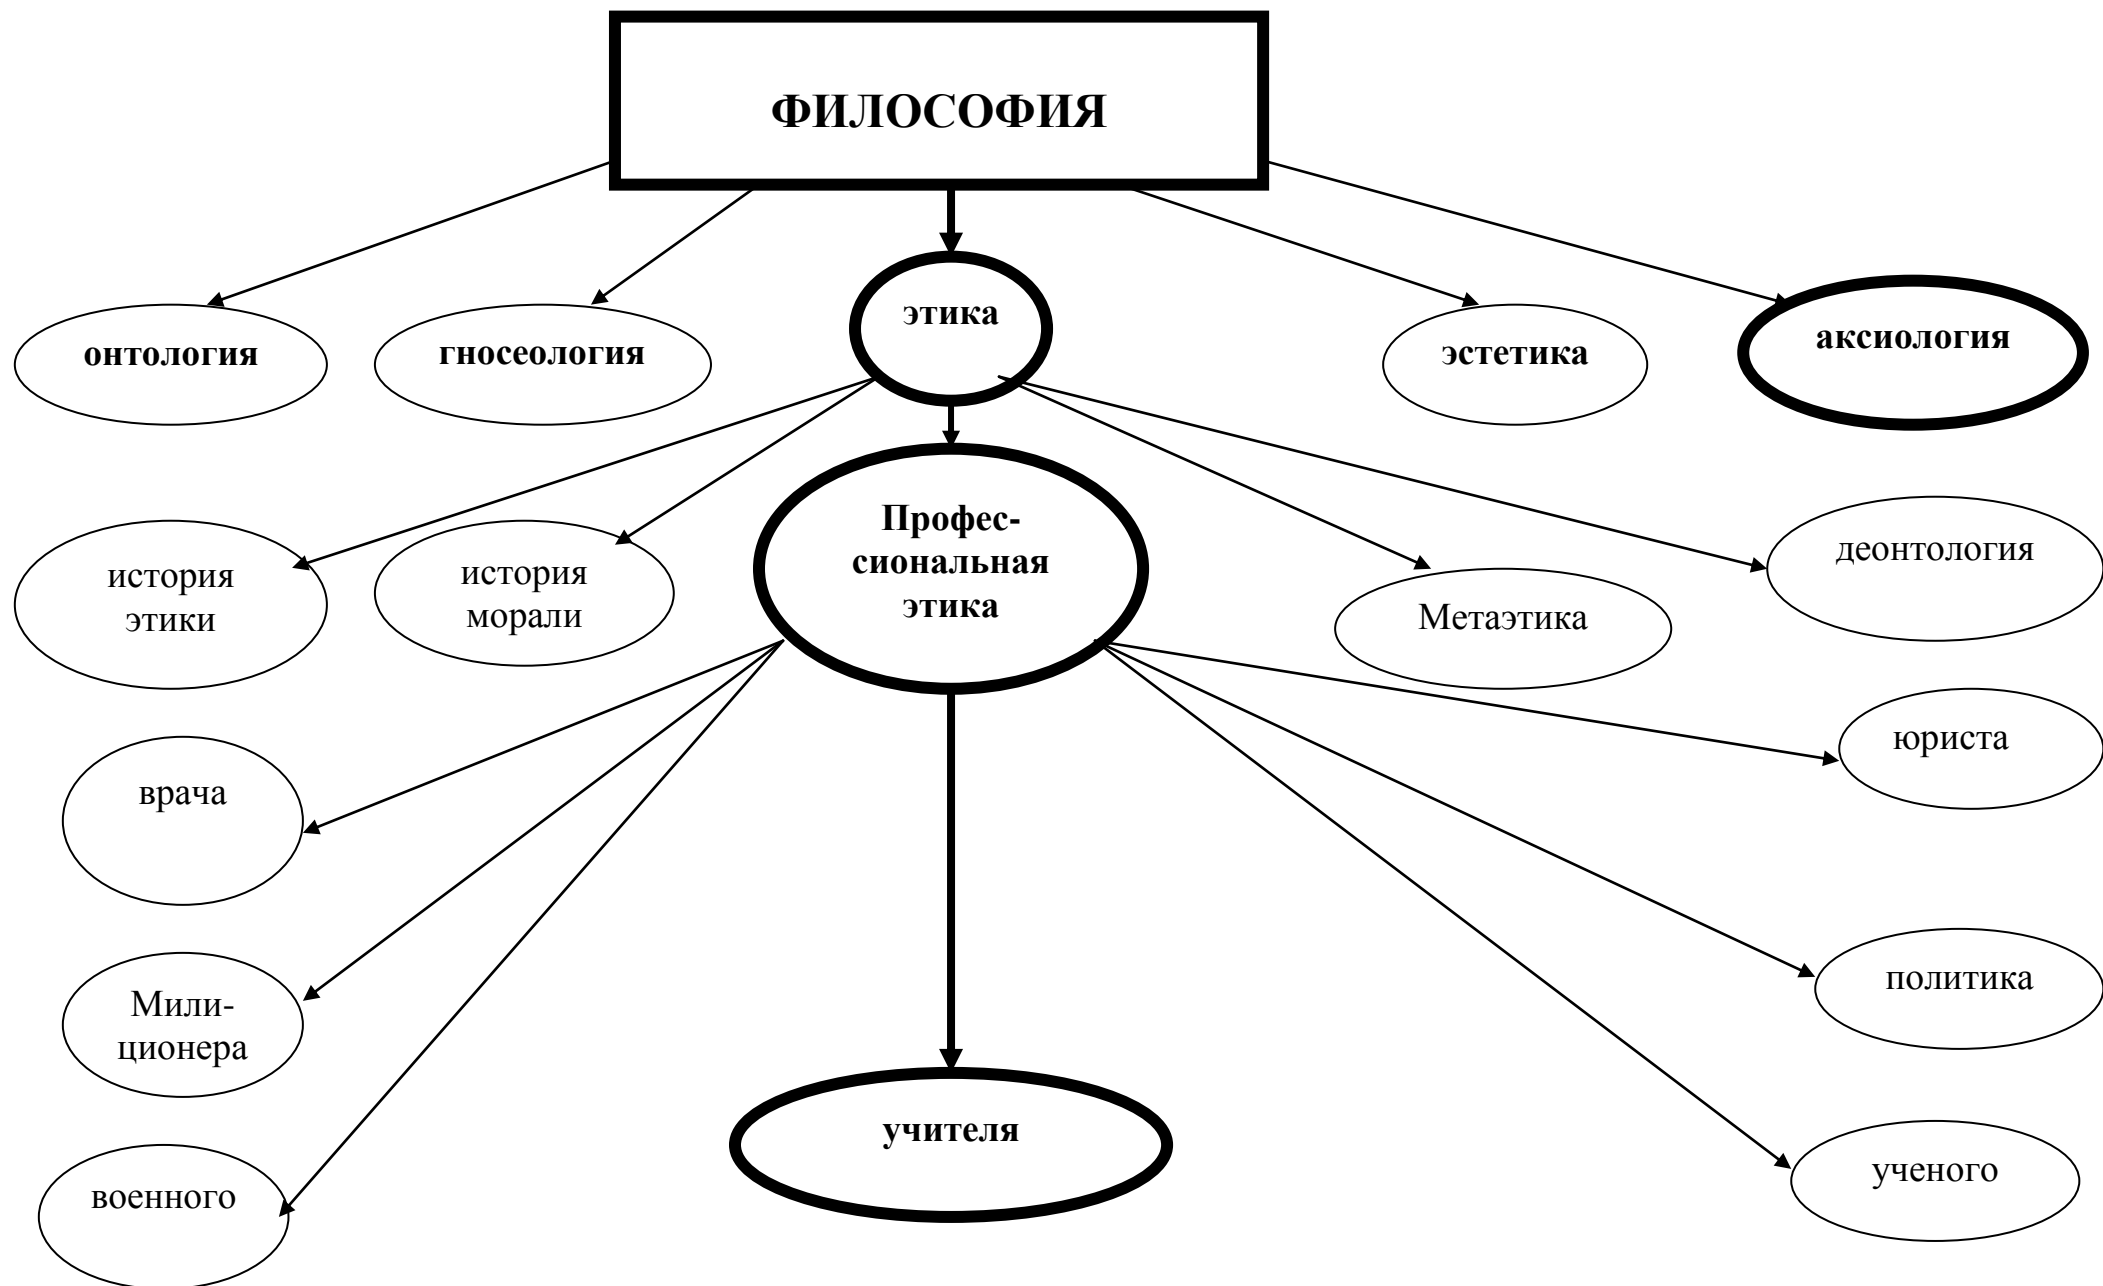 ФИЛОСОФИЯ
онтология
гносеология
этика
эстетика
аксиология
история
этики
история
морали
Профес-
сиональная
этика
Метаэтика
деонтология
врача
юриста
Мили-
ционера
политика
военного
учителя
ученого